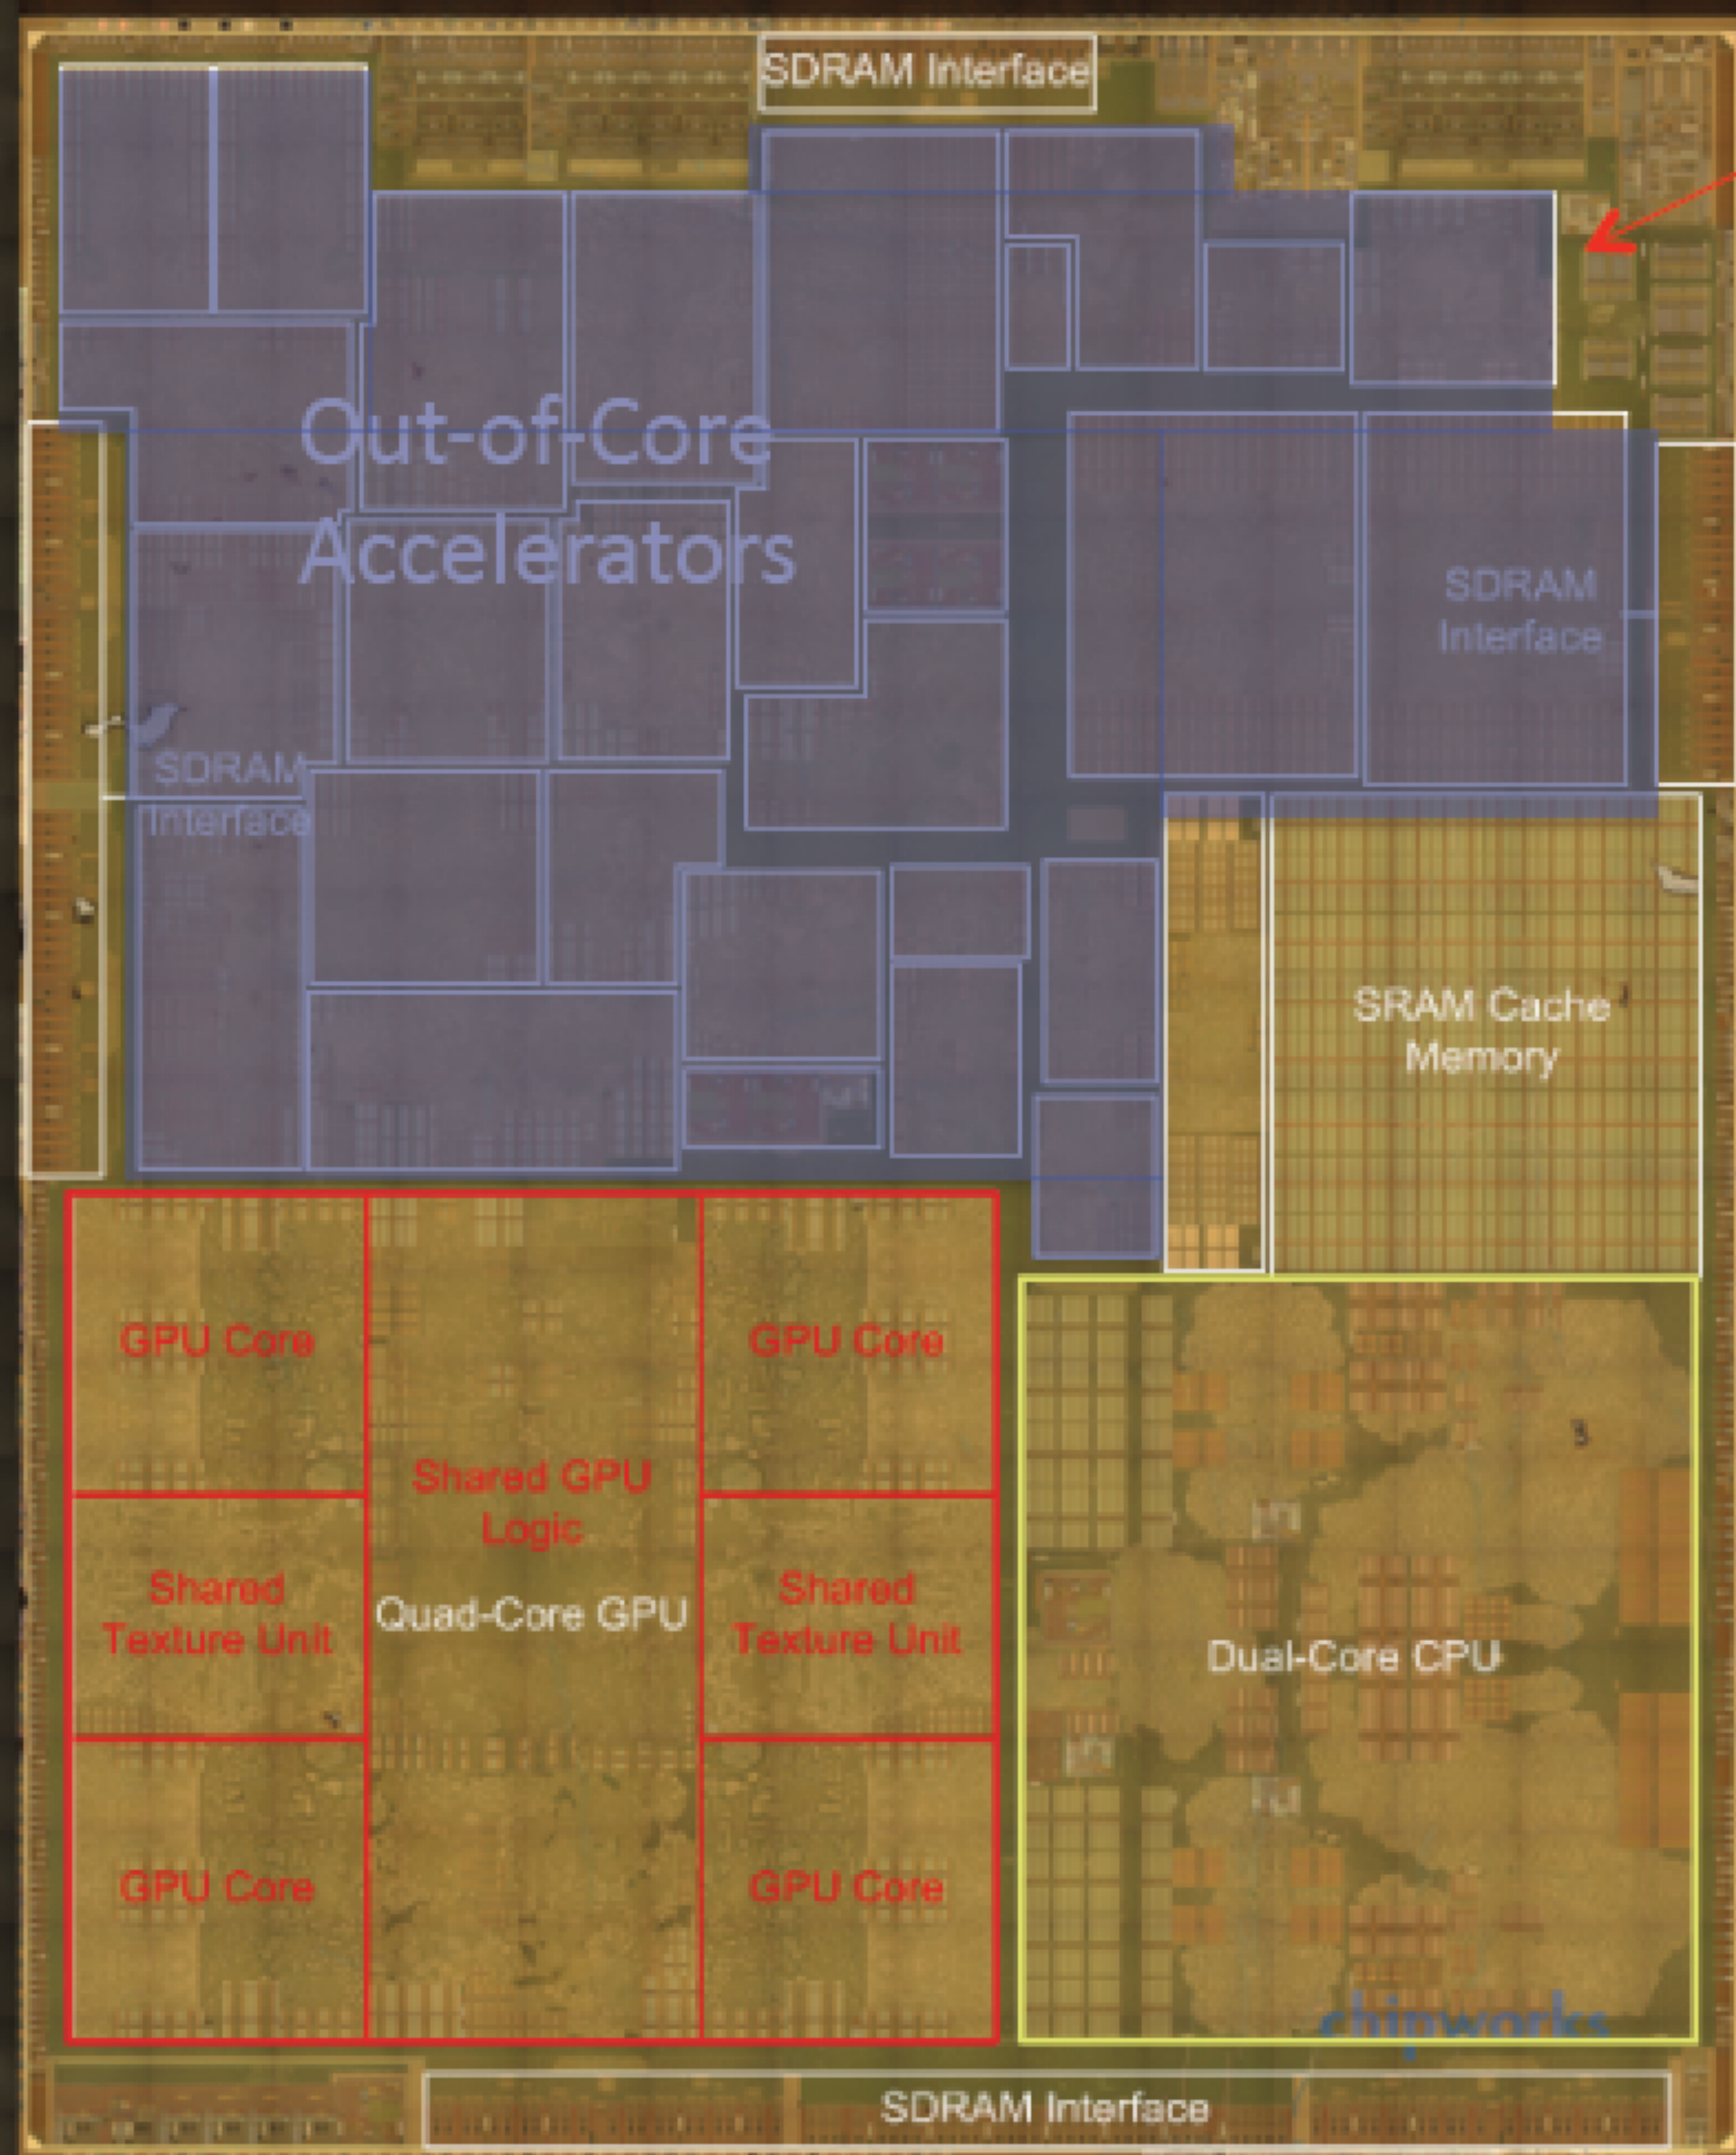 SDRAM Interface
Out-of-Core
Accelerators
SDRAM
Interface
SDRAM
Interface
SRAM Cache
Memory
GPU Core
GPU Core
Shared GPU
Logic
Shared
Texture Unit
Quad-Core GPU
Shared
Texture Unit
Dual-Core CPU
GPU Core
GPU Core
chipworks
SDRAM Interface